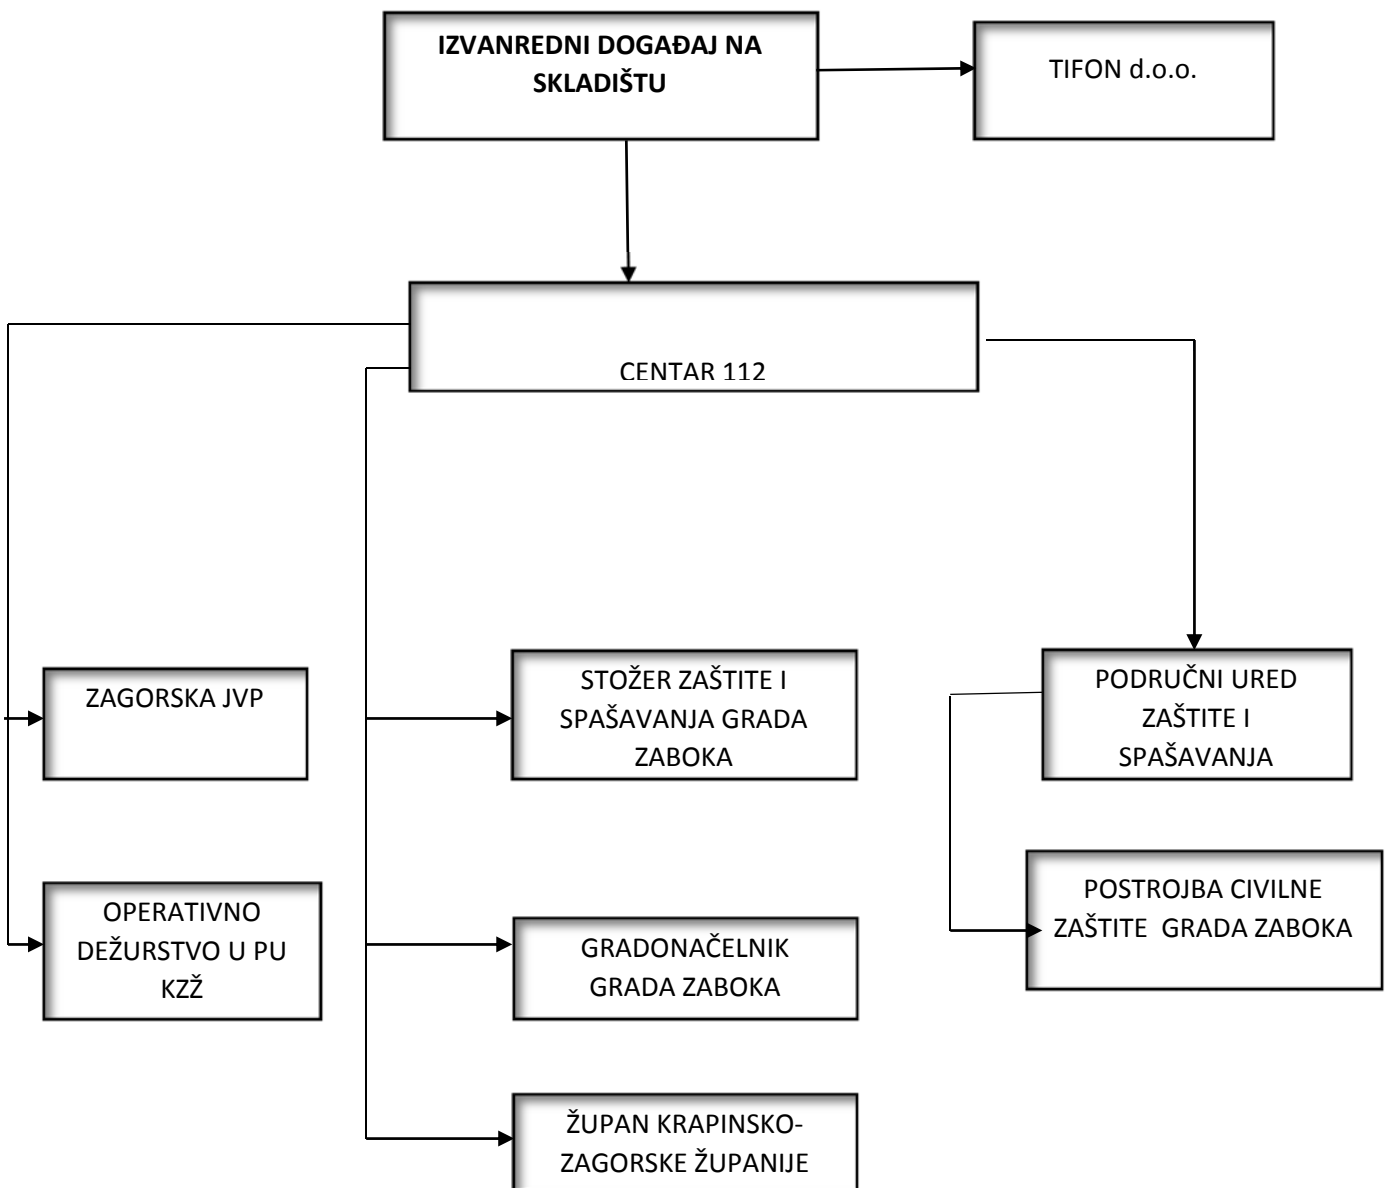 IZVANREDNI DOGAĐAJ NA
SKLADIŠTU
TIFON d.o.o.
CENTAR 112
ZAGORSKA JVP
STOŽER ZAŠTITE I
SPAŠAVANJA GRADA
ZABOKA
PODRUČNI URED
ZAŠTITE I
SPAŠAVANJA
OPERATIVNO
DEŽURSTVO U PU
KZŽ
GRADONAČELNIK
GRADA ZABOKA
POSTROJBA CIVILNE
ZAŠTITE  GRADA ZABOKA
ŽUPAN KRAPINSKO-
ZAGORSKE ŽUPANIJE